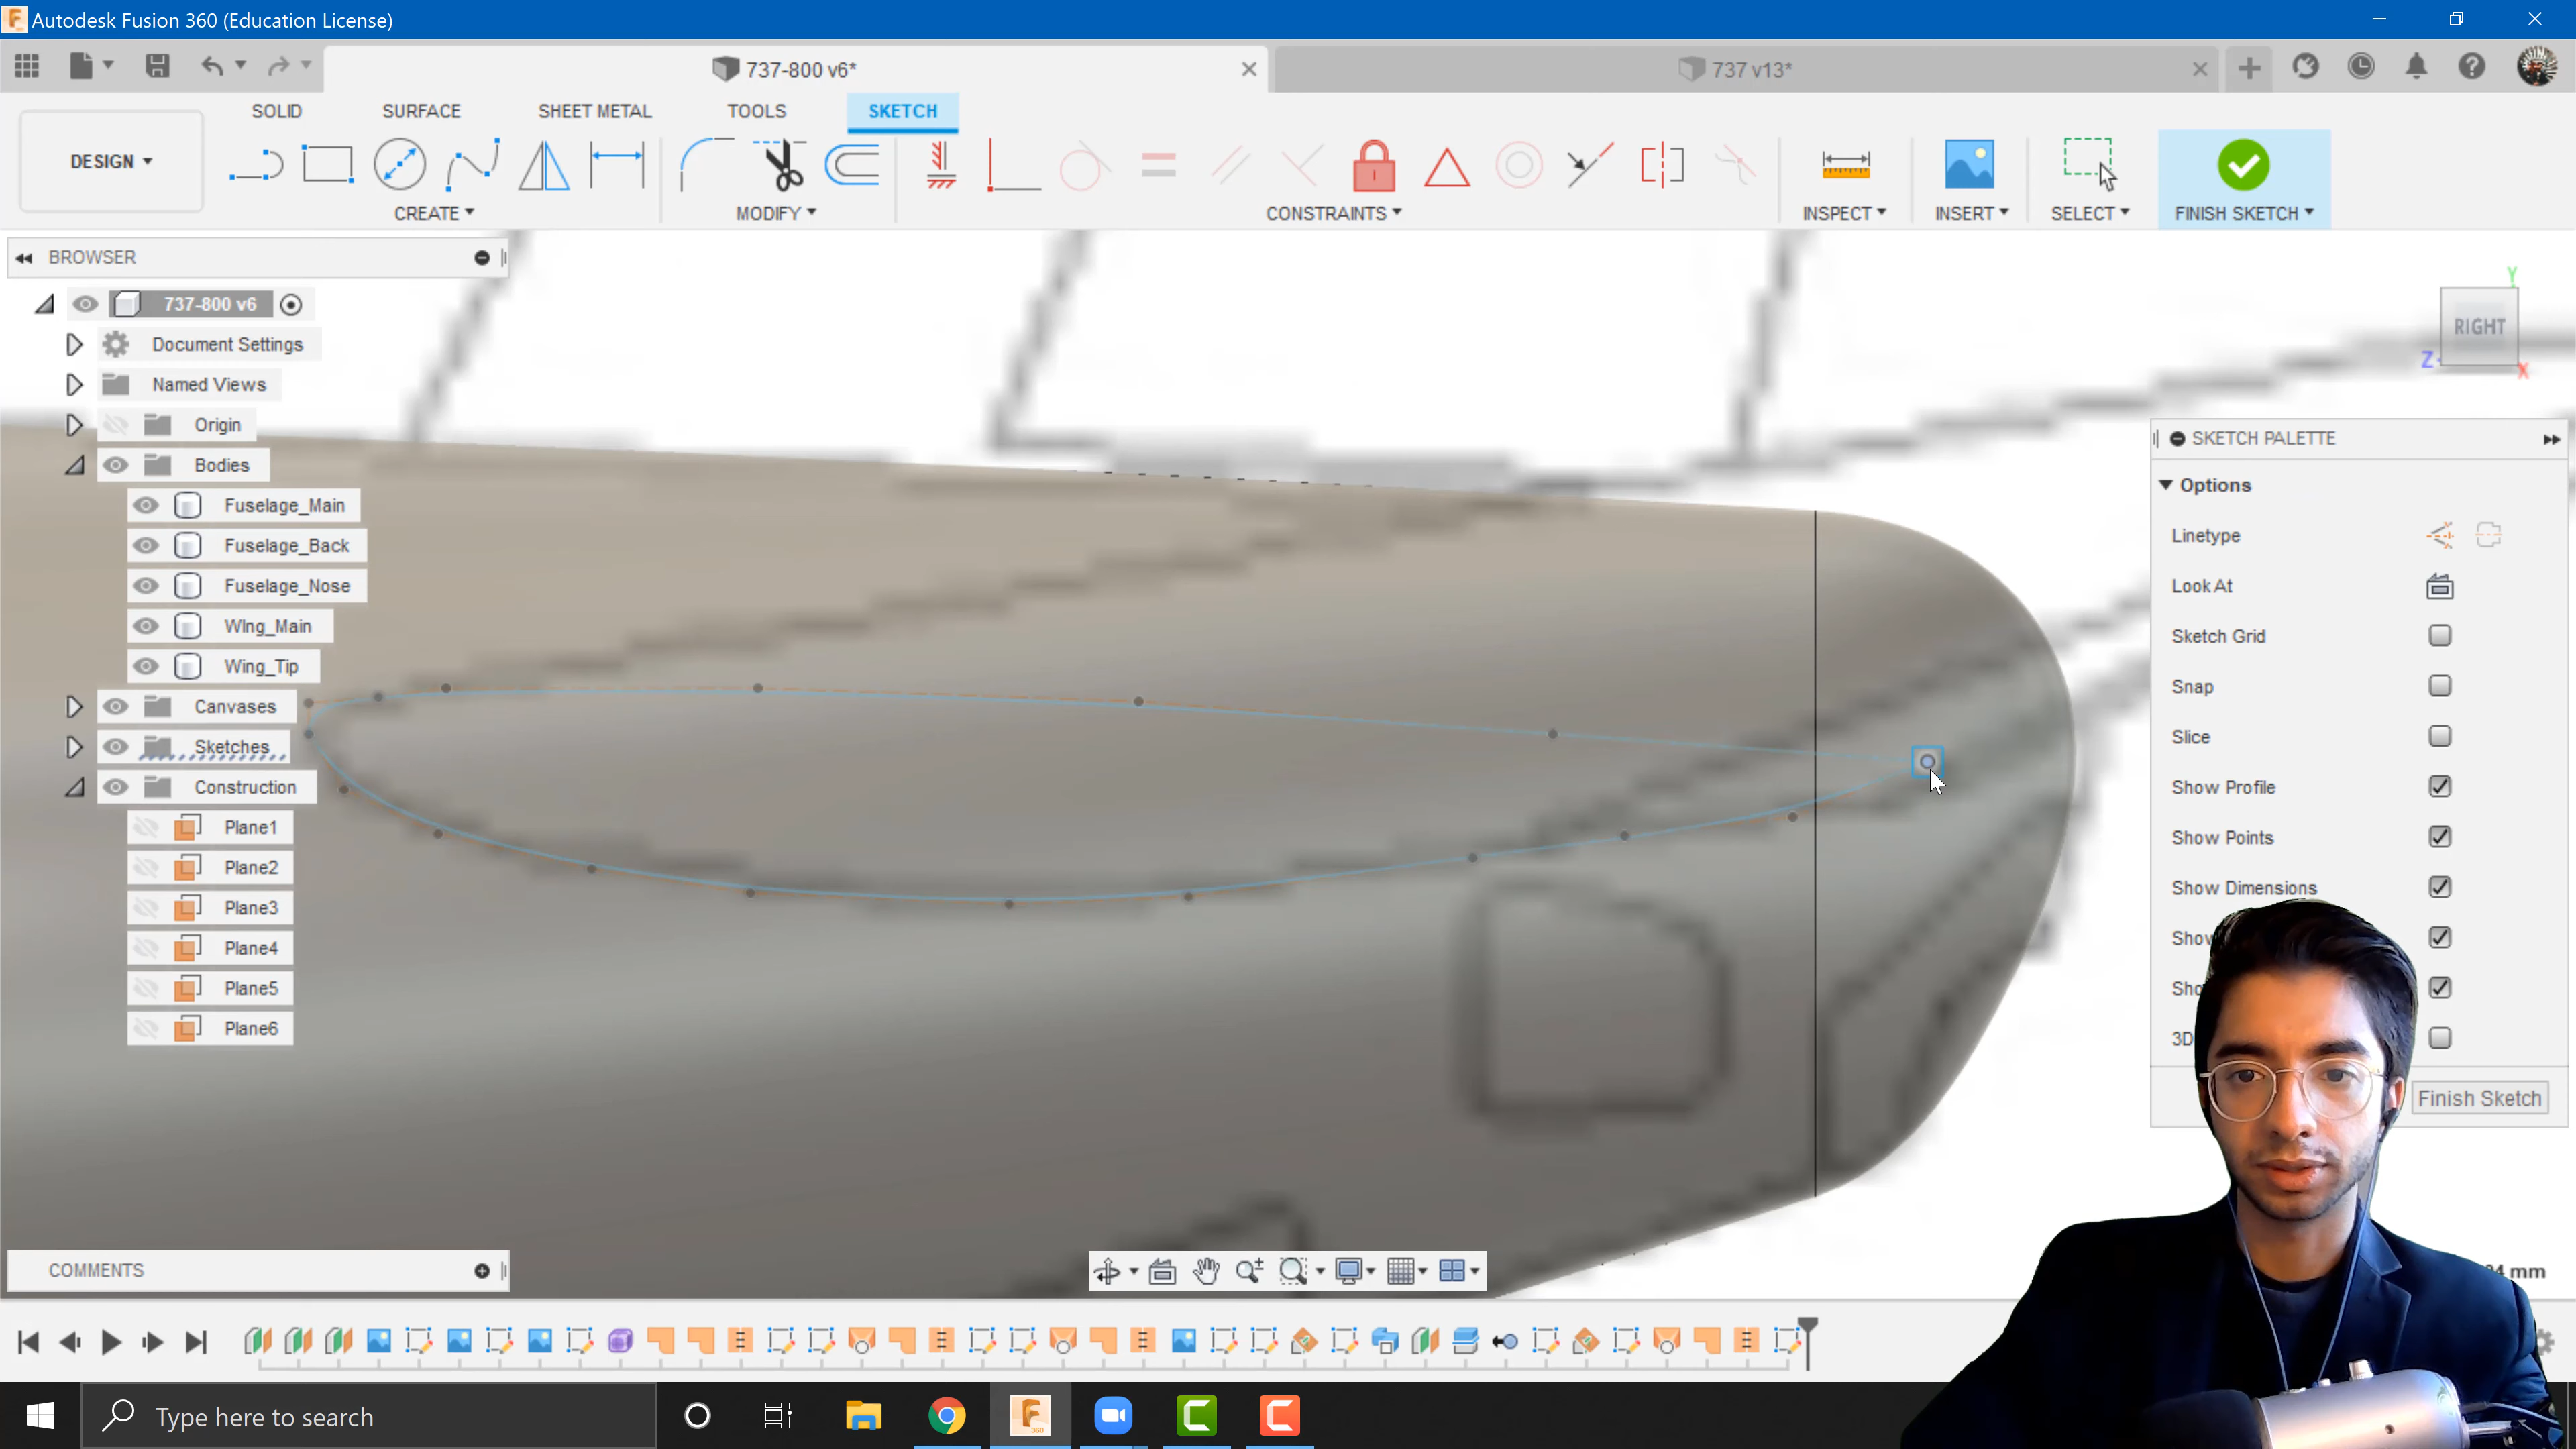 Autodesk Fusion 360 (Education License)
737-800 v6*
737 v13*
SOLID SURFACE SHEET METAL TOOLS SKETCH
DESIGN
CREATE MODIFY CONSTRAINTS INSPECT INSERT SELECT FINISH SKETCH
BROWSER
737-800 v6
Document Settings
Named Views
Origin
Bodies
Fuselage_Main
Fuselage_Back
Fuselage_Nose
WIng_Main
Wing_Tip
Canvases
Sketches
Construction
Plane1
Plane2
Plane3
Plane4
Plane5
Plane6
Y
RIGHT
Z
X
SKETCH PALETTE
Options
Linetype
Look At
Sketch Grid
Snap
Slice
Show Profile
Show Points
Show Dimensions
3D
Finish Sketch
COMMENTS
mm
Type here to search
F
360